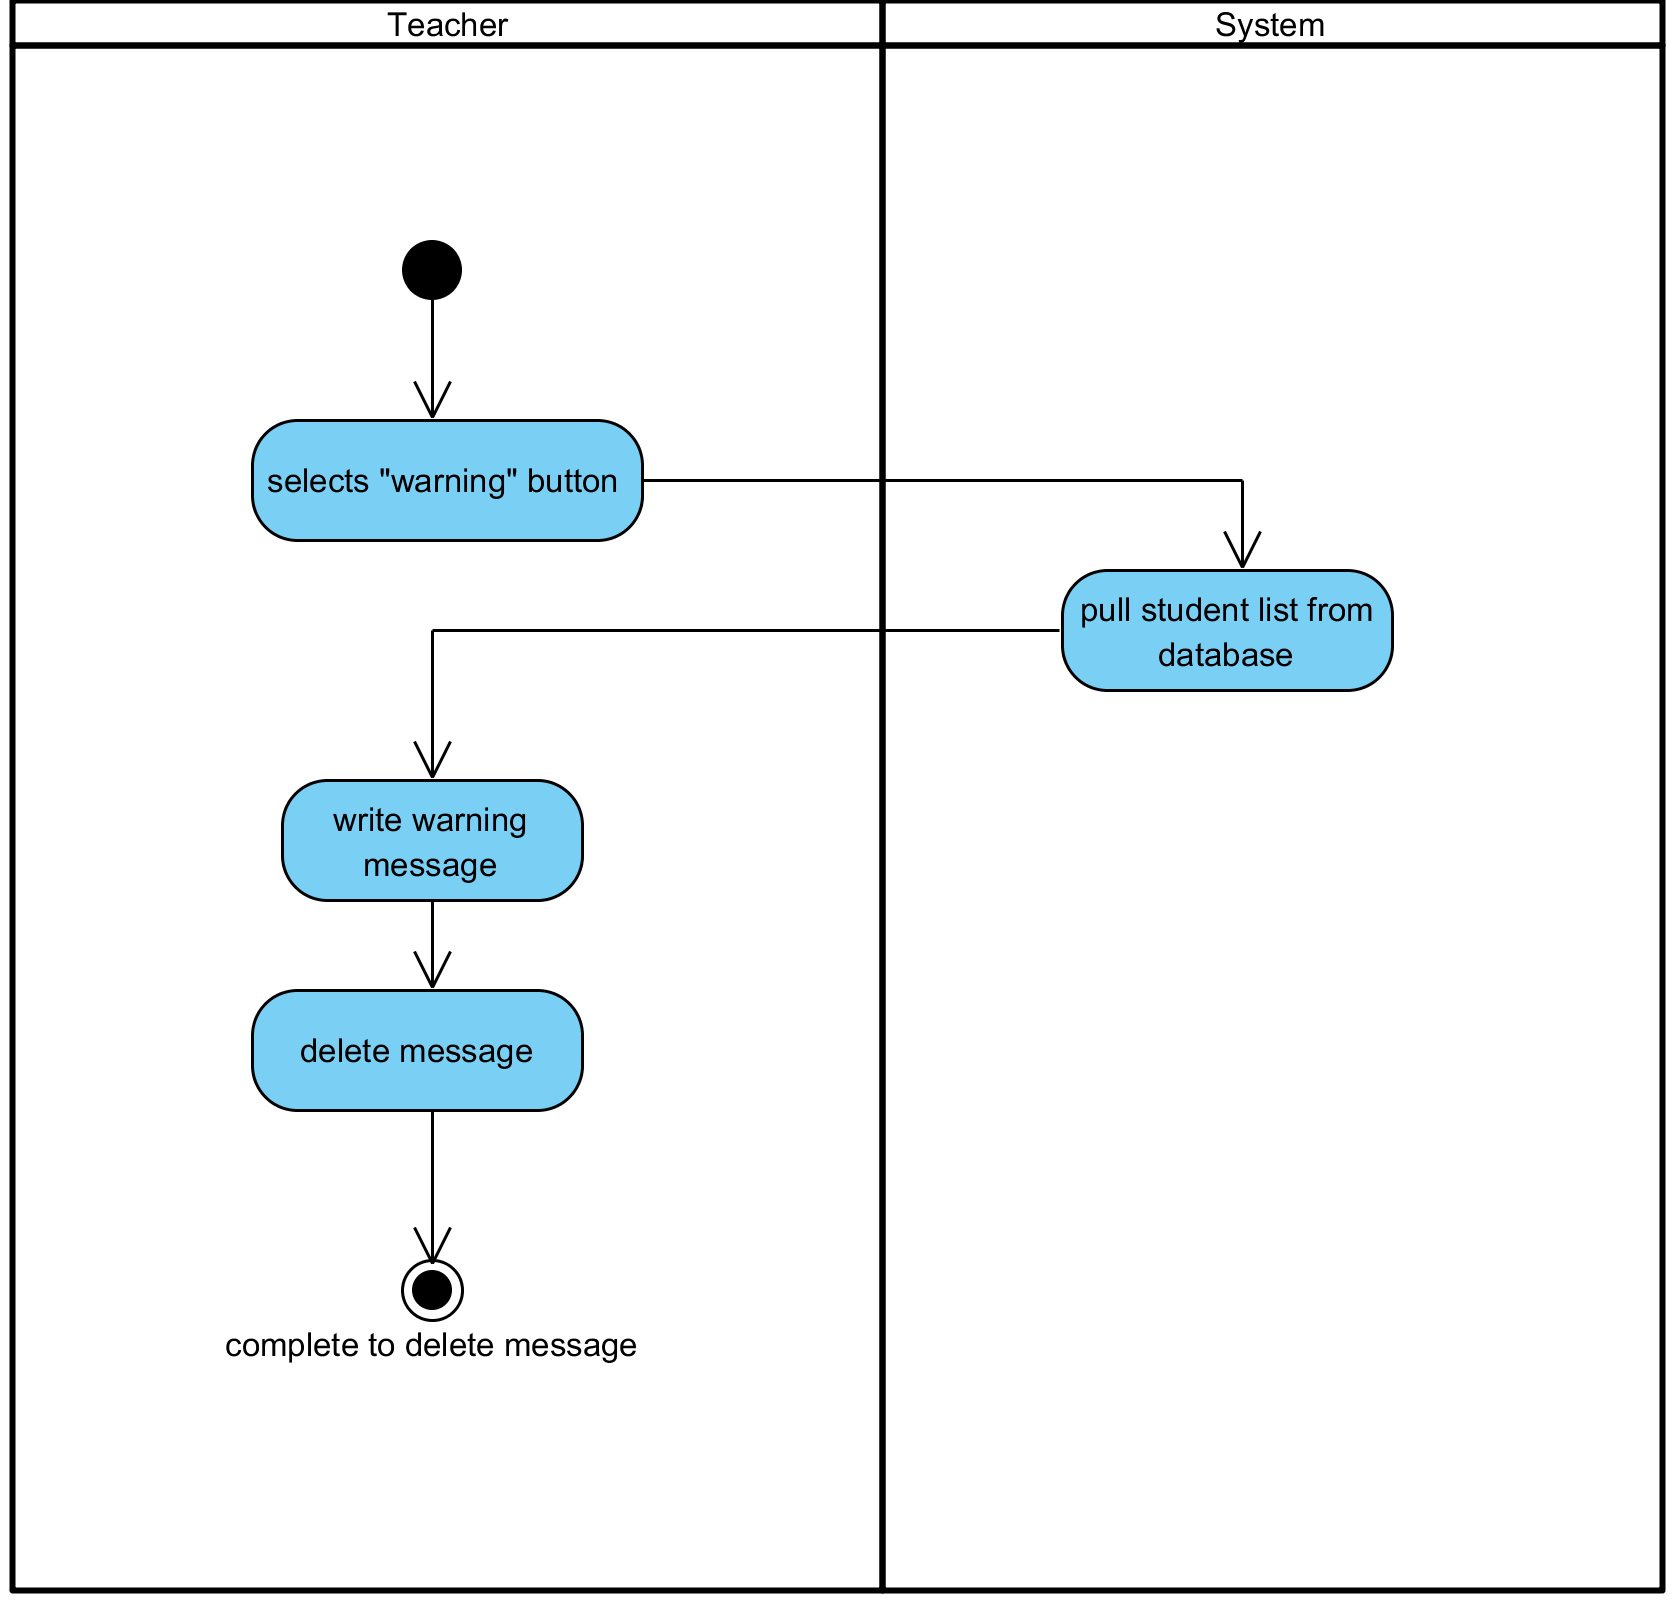 Teacher
System
selects "warning" button
pull student list from
database
write warning
message
delete message
complete to delete message